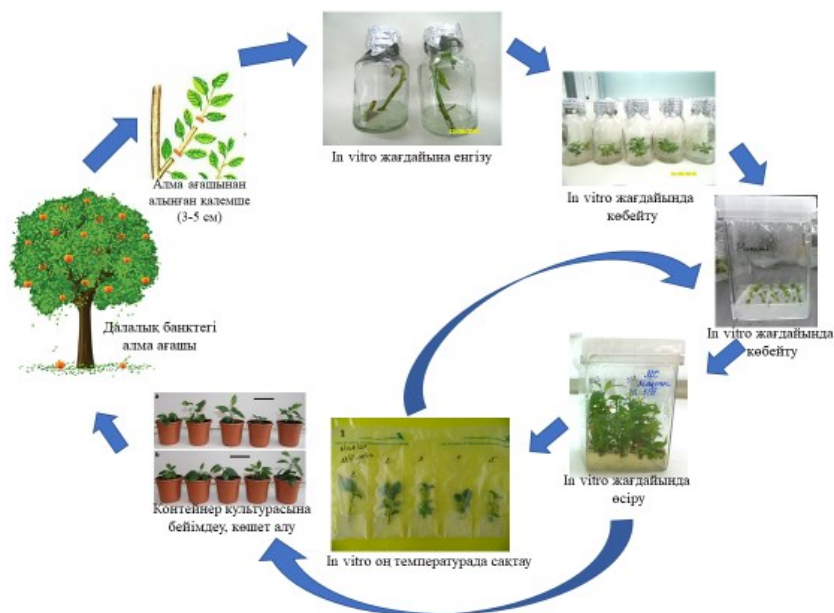 Алма ағашынан
алынған қалемше
(3-5 см)
In vitro жағдайына енгізу
In vitro жағдайында
көбейту
In vitro жағдайында
көбейту
In vitro жағдайында
өсіру
In vitro оң температурада сақтау
Контейнер культурасына
бейімдеу, көшет алу
Далалық банктегі
алма ағашы